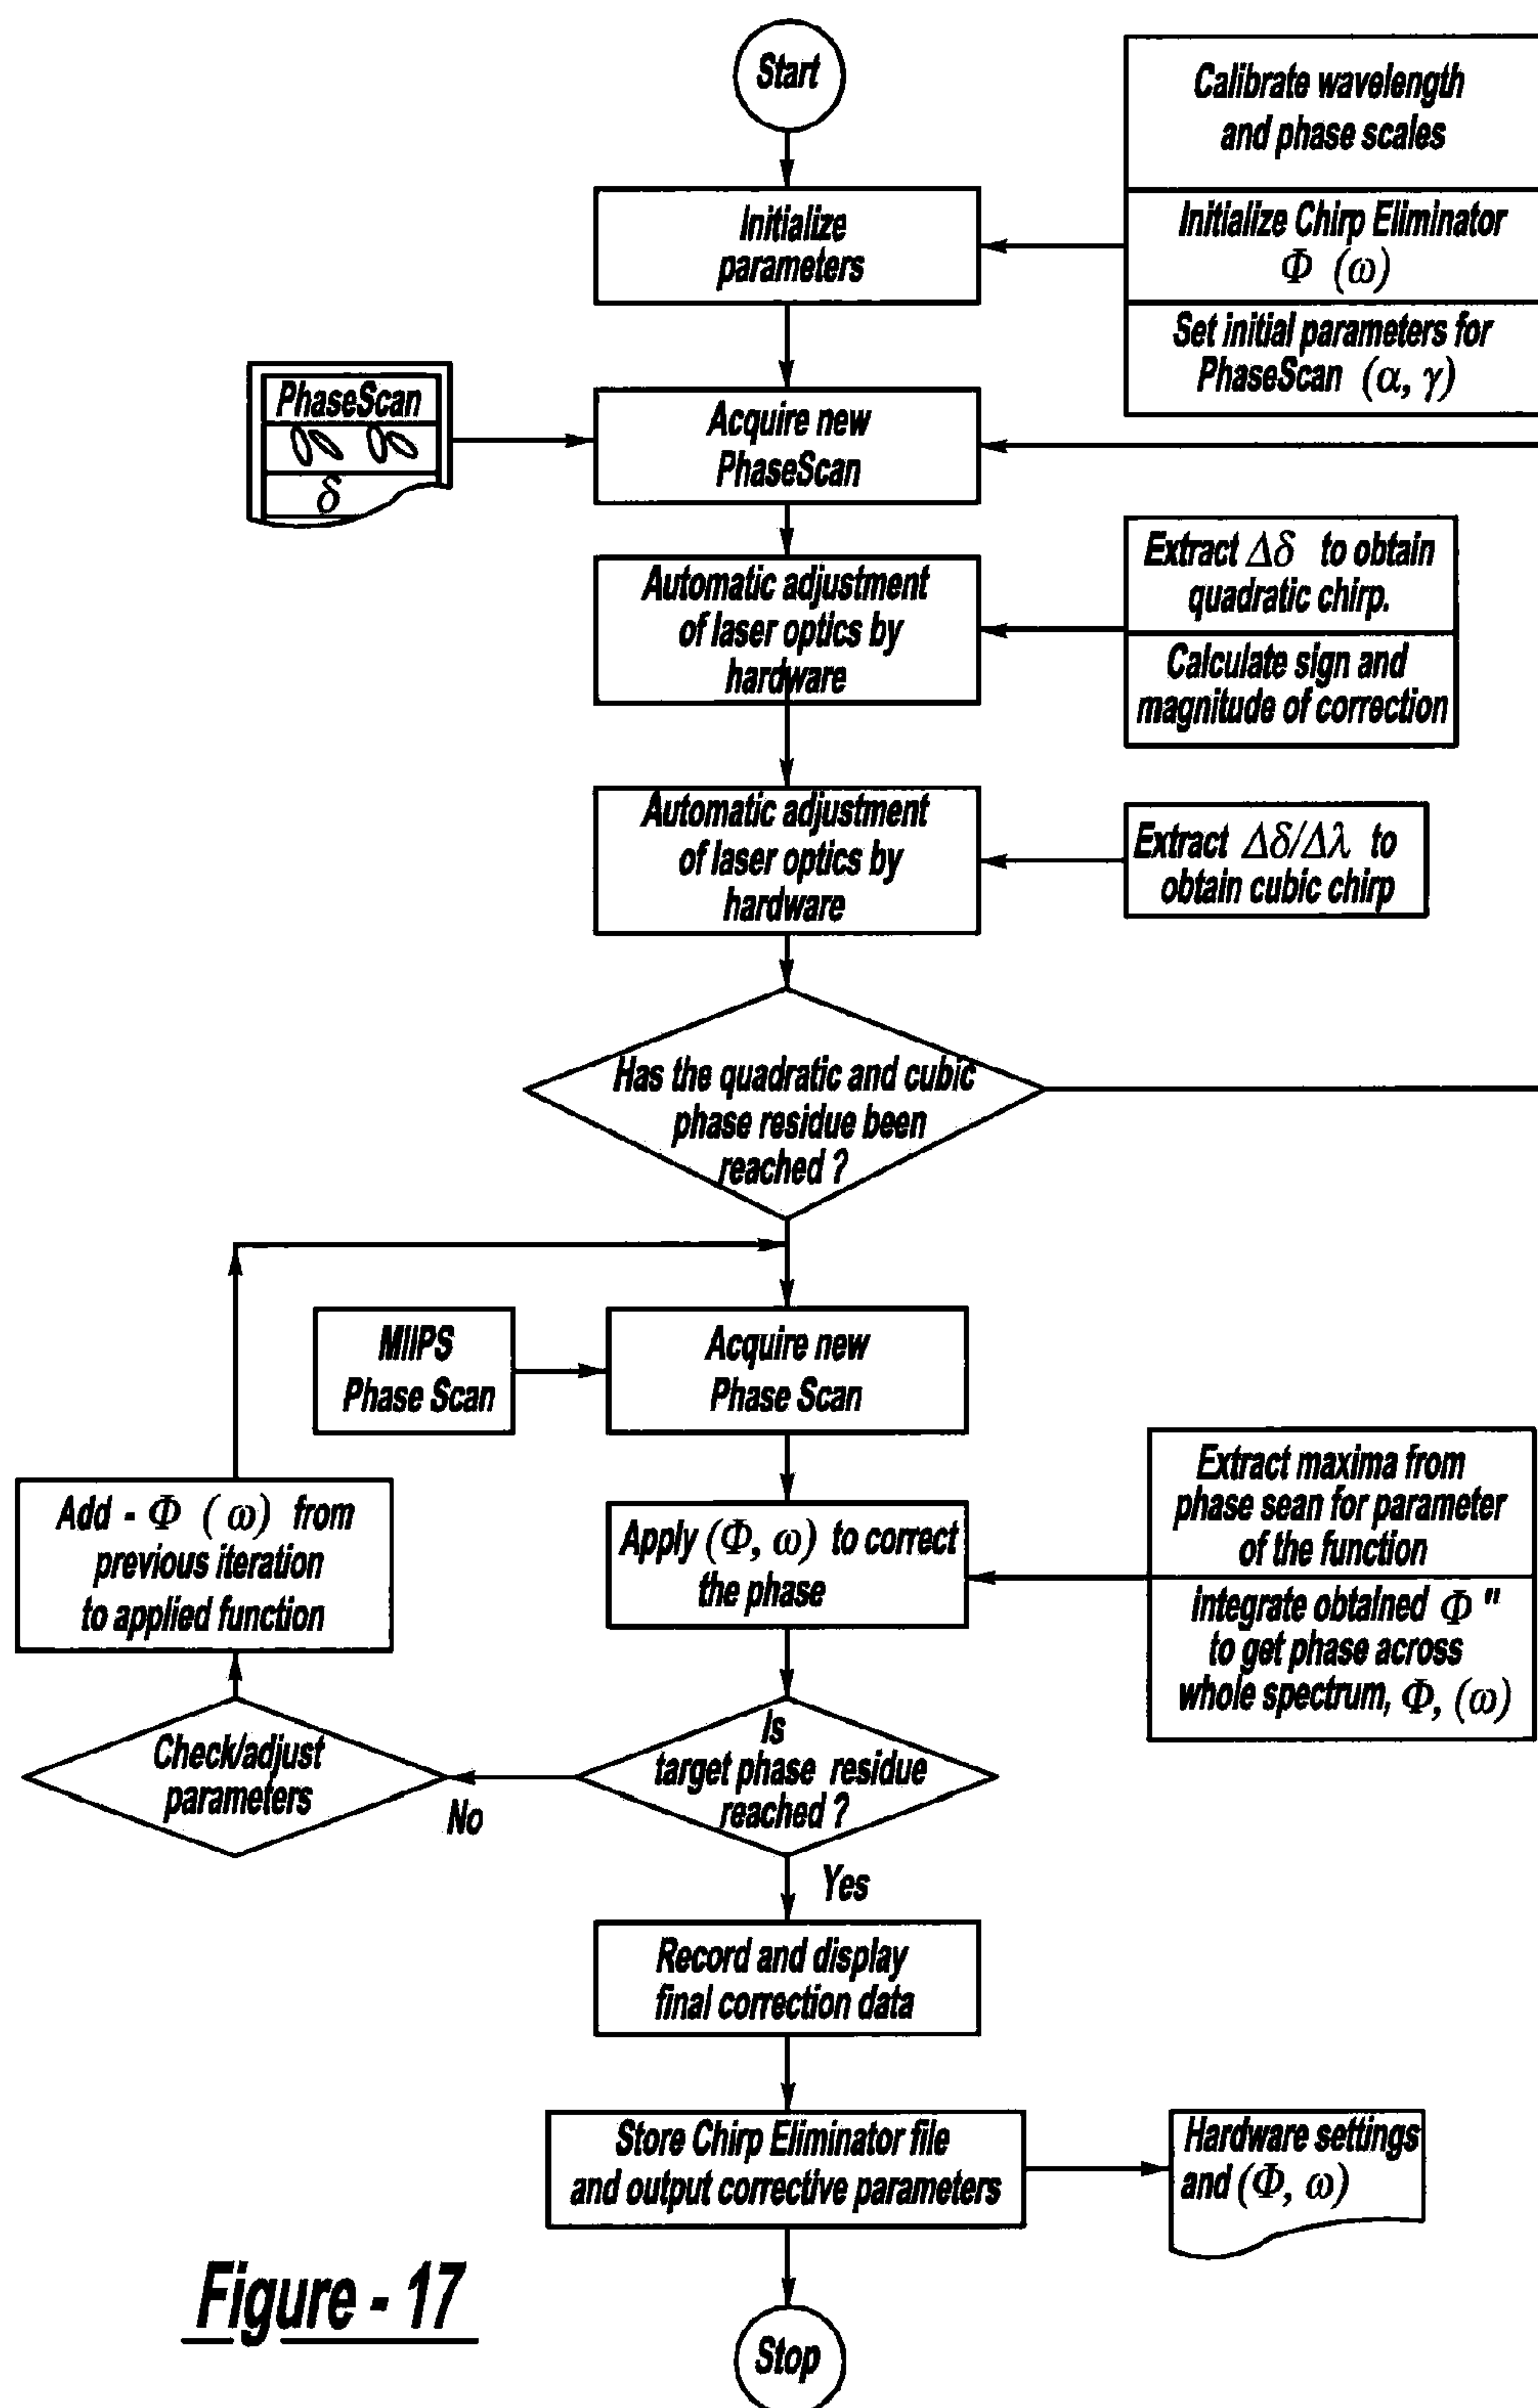 Start
Calibrate wavelength
and phase scales
Initialize
parameters
Initialize Chirp Eliminator
Φ (ω)
Set initial parameters for
PhaseScan (α, γ)
PhaseScan
δ
Acquire new
PhaseScan
Automatic adjustment
of laser optics by
hardware
Extract Δδ to obtain
quadratic chirp.
Calculate sign and
magnitude of correction
Automatic adjustment
of laser optics by
hardware
Extract Δδ/Δλ to
obtain cubic chirp
Has the quadratic and cubic
phase residue been
reached ?
MIIPS
Phase Scan
Acquire new
Phase Scan
Add - Φ (ω) from
previous iteration
to applied function
Apply (Φ, ω) to correct
the phase
Extract maxima from
phase sean for parameter
of the function
integrate obtained Φ "
to get phase across
whole spectrum, Φ, (ω)
Check/adjust
parameters
No
Is
target phase residue
reached ?
Yes
Record and display
final correction data
Store Chirp Eliminator file
and output corrective parameters
Hardware settings
and (Φ, ω)
Figure - 17
Stop